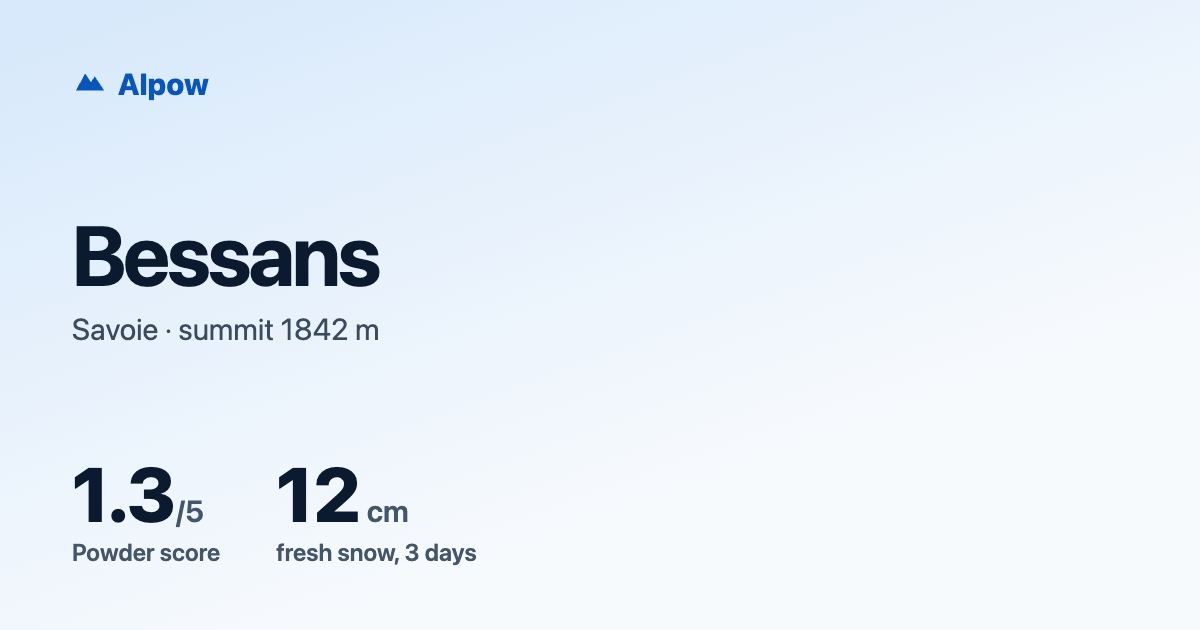 Alpow
Bessans
Savoie · summit 1842 m
1.3/5 12 cm
Powder score fresh snow, 3 days